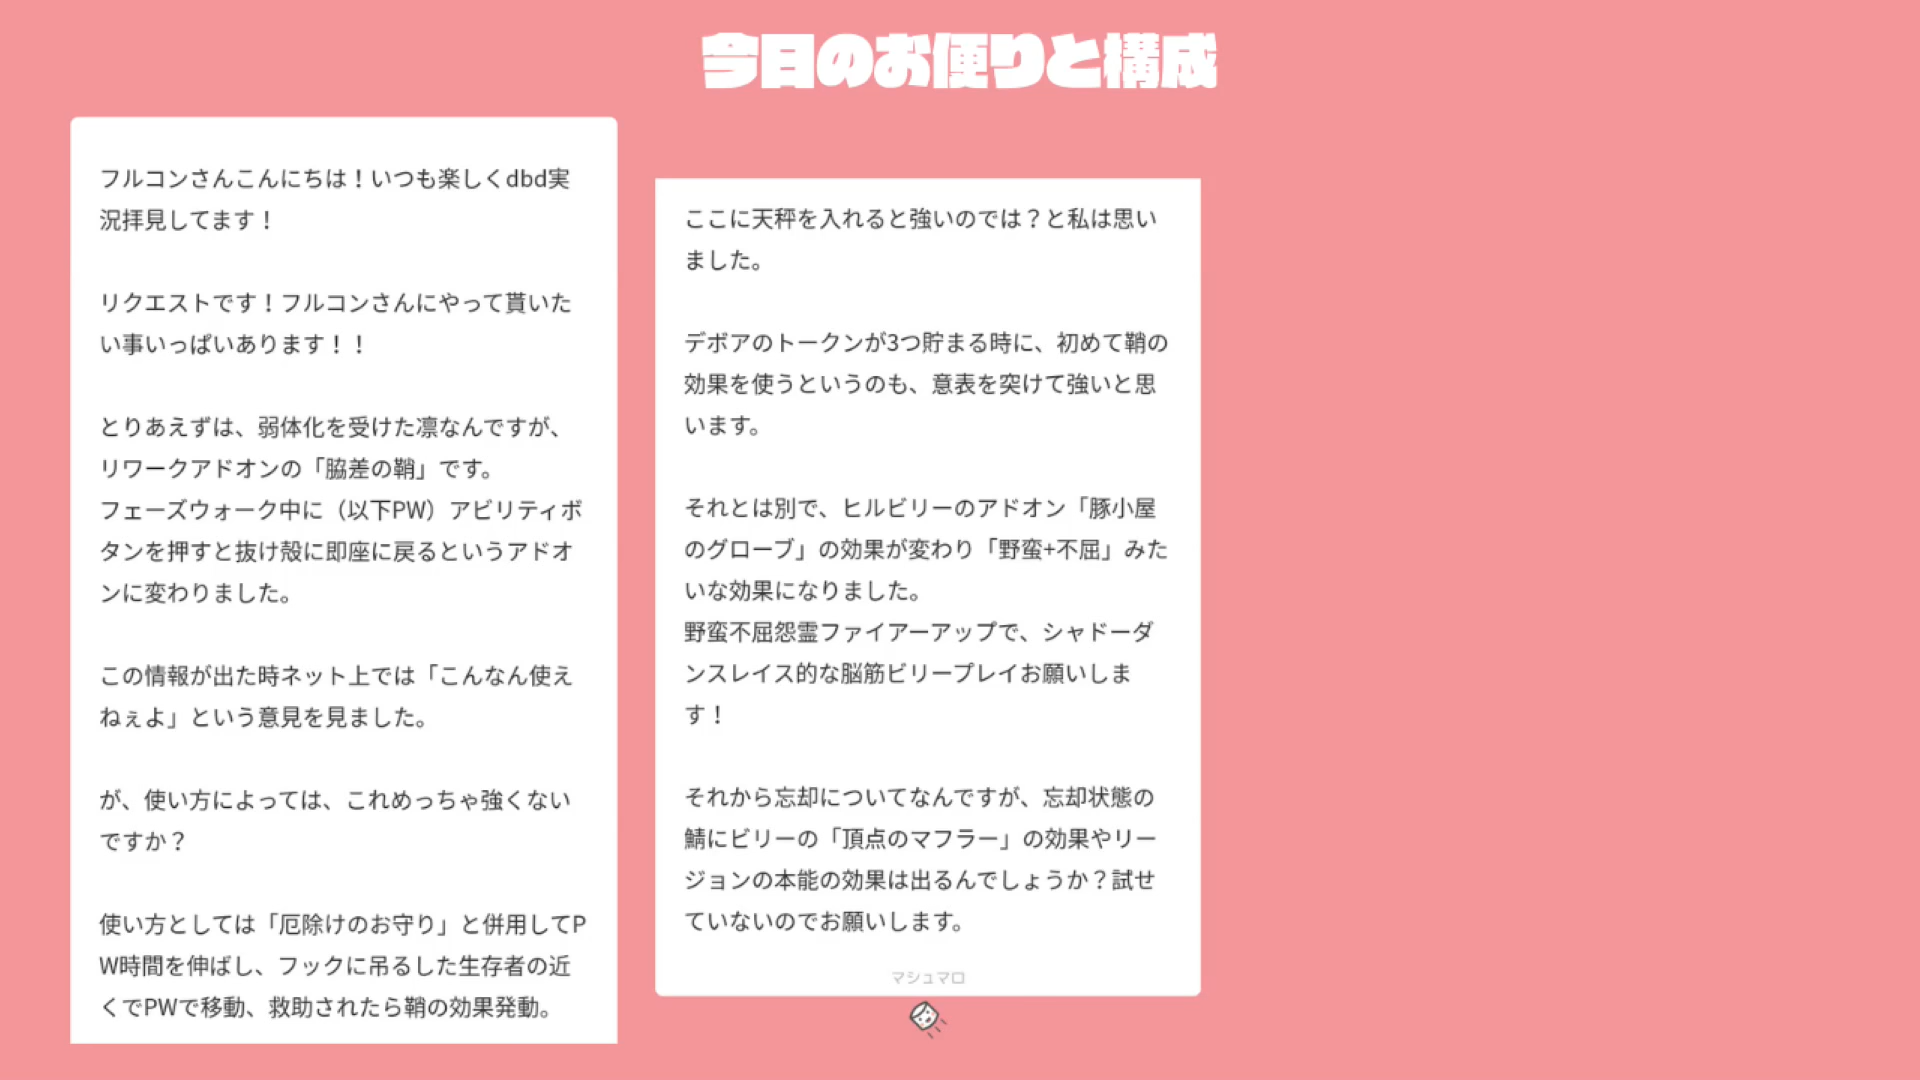 今日のお便りと構成
フルコンさんこんにちは！いつも楽しくdbd実
況拝見してます！
リクエストです！フルコンさんにやって貰いた
い事いっぱいあります！！
とりあえずは、弱体化を受けた凛なんですが、
リワークアドオンの「脇差の鞘」です。
フェーズウォーク中に（以下PW）アビリティボ
タンを押すと抜け殻に即座に戻るというアドオ
ンに変わりました。
この情報が出た時ネット上では「こんなん使え
ねぇよ」という意見を見ました。
が、使い方によっては、これめっちゃ強くない
ですか？
使い方としては「厄除けのお守り」と併用してP
W時間を伸ばし、フックに吊るした生存者の近
くでPWで移動、救助されたら鞘の効果発動。
ここに天秤を入れると強いのでは？と私は思い
ました。
デボアのトークンが3つ貯まる時に、初めて鞘の
効果を使うというのも、意表を突けて強いと思
います。
それとは別で、ヒルビリーのアドオン「豚小屋
のグローブ」の効果が変わり「野蛮+不屈」みた
いな効果になりました。
野蛮不屈怨霊ファイアーアップで、シャドーダ
ンスレイス的な脳筋ビリープレイお願いしま
す！
それから忘却についてなんですが、忘却状態の
鯖にビリーの「頂点のマフラー」の効果やリー
ジョンの本能の効果は出るんでしょうか？試せ
ていないのでお願いします。
マシュマロ